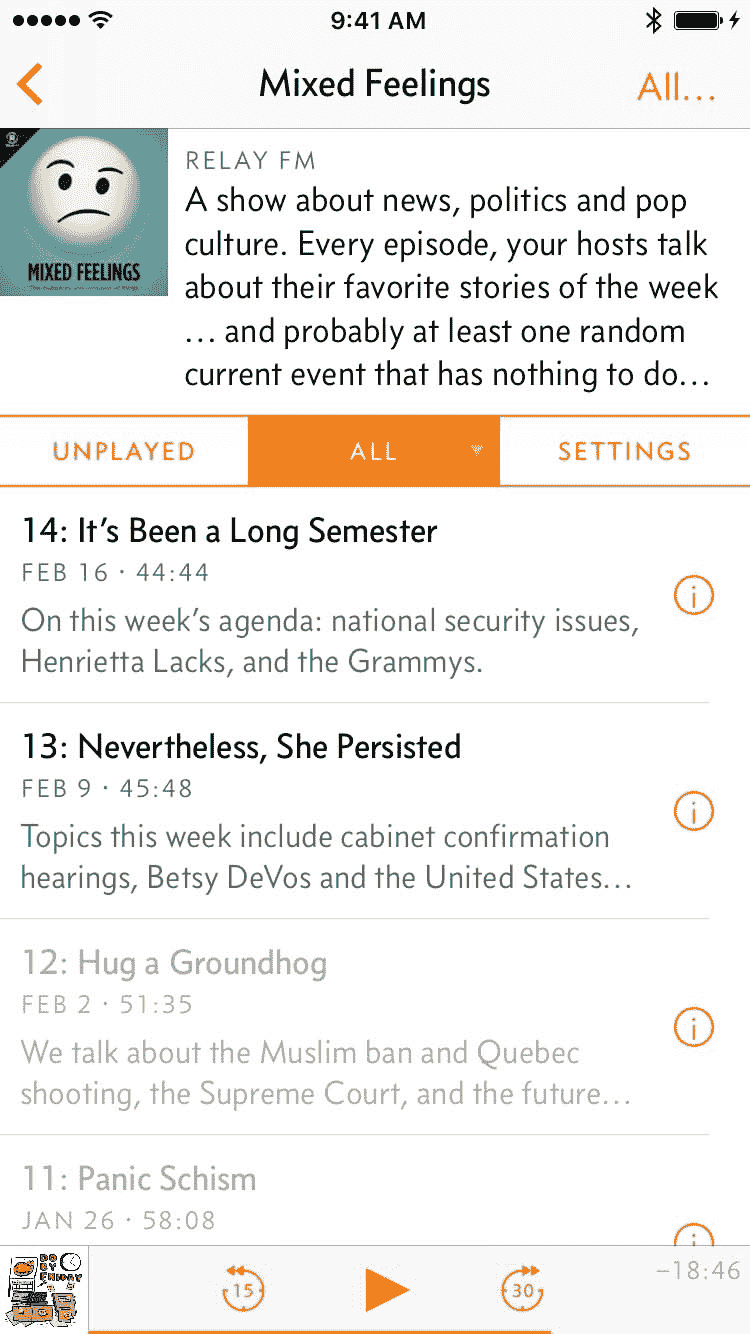 9:41 AM
Mixed Feelings
All...
MIXED FEELINGS
RELAY FM
A show about news, politics and pop
culture. Every episode, your hosts talk
about their favorite stories of the week
... and probably at least one random
current event that has nothing to do...
UNPLAYED
ALL
SETTINGS
14: It's Been a Long Semester
FEB 16 · 44:44
On this week's agenda: national security issues,
Henrietta Lacks, and the Grammys.
13: Nevertheless, She Persisted
FEB 9 · 45:48
Topics this week include cabinet confirmation
hearings, Betsy DeVos and the United States...
12: Hug a Groundhog
FEB 2 · 51:35
We talk about the Muslim ban and Quebec
shooting, the Supreme Court, and the future...
11: Panic Schism
JAN 26 · 58:08
DO
BY
FRIDAY
15
30
–18:46